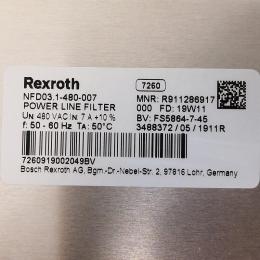 Rexroth
7260
NFD03.1-480-007
MNR: R911286917
POWER LINE FILTER
000 FD: 19W11
UN: 480 VAC IN: 7 A +10 %
BV: FS5864-7-45
f: 50 - 60 Hz TA: 50°C
3488372 / 05 / 1911R
7260919002049BV
Bosch Rexroth AG, Bgm.-Dr.-Nebel-Str. 2, 97816 Lohr, Germany